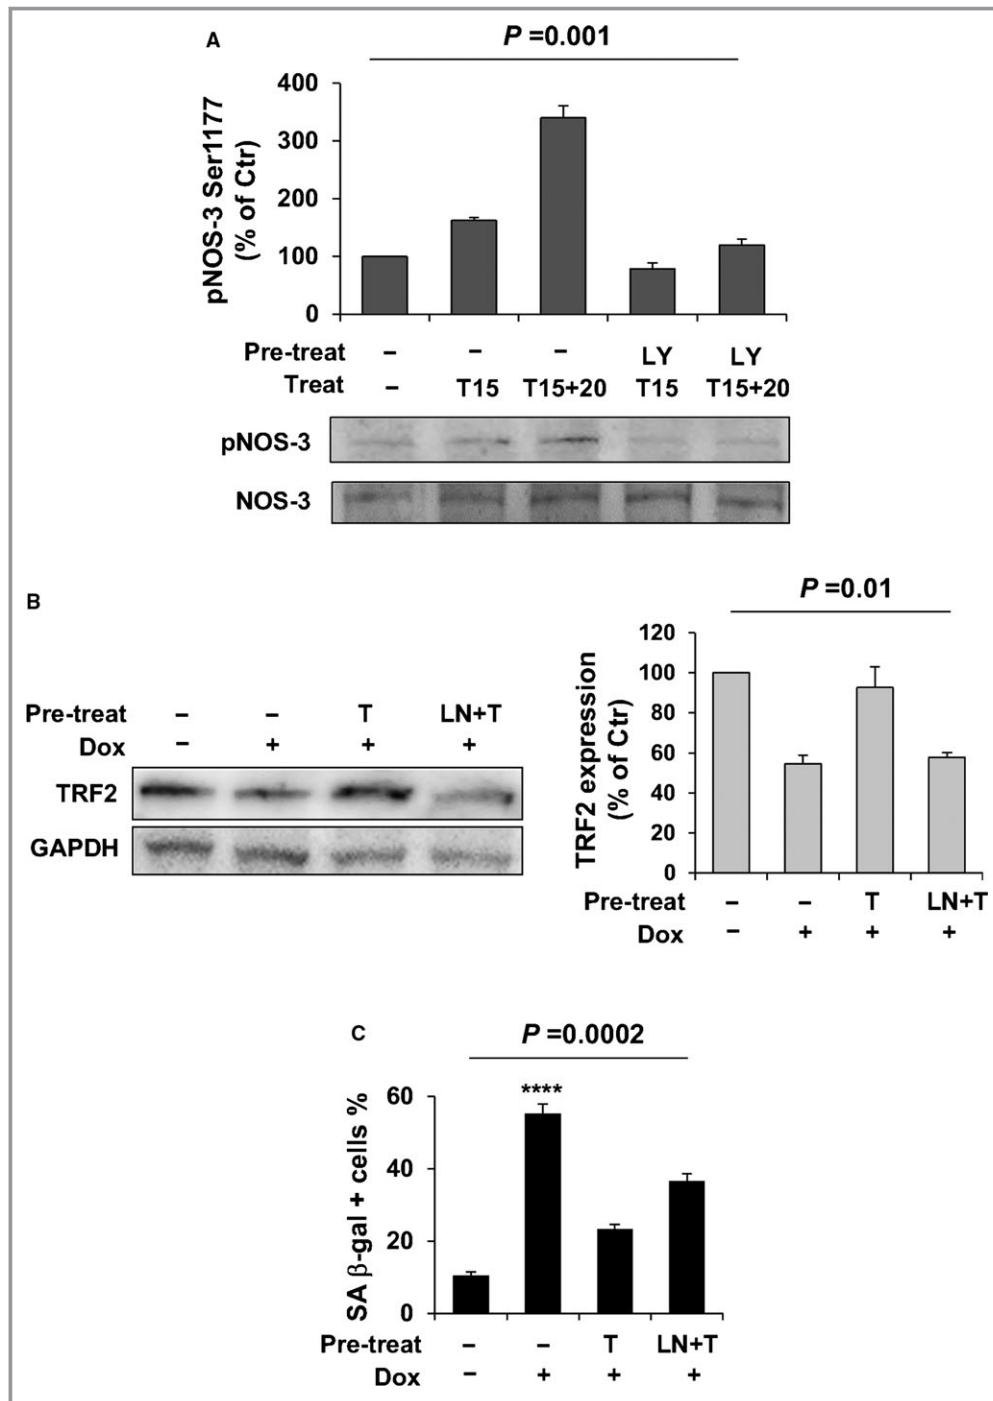 A
P =0.001
pNOS-3 Ser1177
(% of Ctr)
400
300
200
100
0
Pre-treat – – – LY LY
Treat – T15 T15+20 T15 T15+20
pNOS-3
NOS-3
B
Pre-treat – – T LN+T
Dox – + + +
TRF2
GAPDH
P =0.01
TRF2 expression
(% of Ctr)
120
100
80
60
40
20
0
Pre-treat – – T LN+T
Dox – + + +
C
P =0.0002
SA β-gal + cells %
****
60
40
20
0
Pre-treat – – T LN+T
Dox – + + +